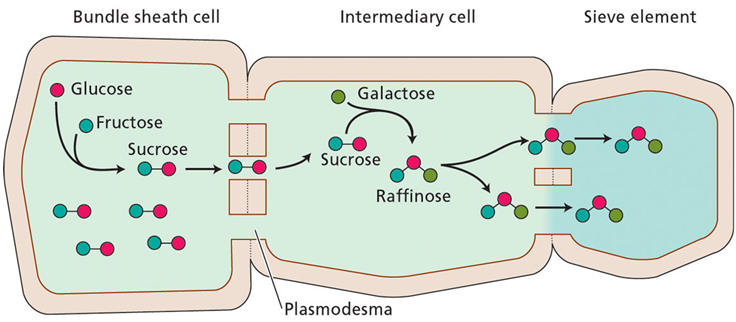 Bundle sheath cell
Intermediary cell
Sieve element
Glucose
Fructose
Sucrose
Galactose
Sucrose
Raffinose
Plasmodesma